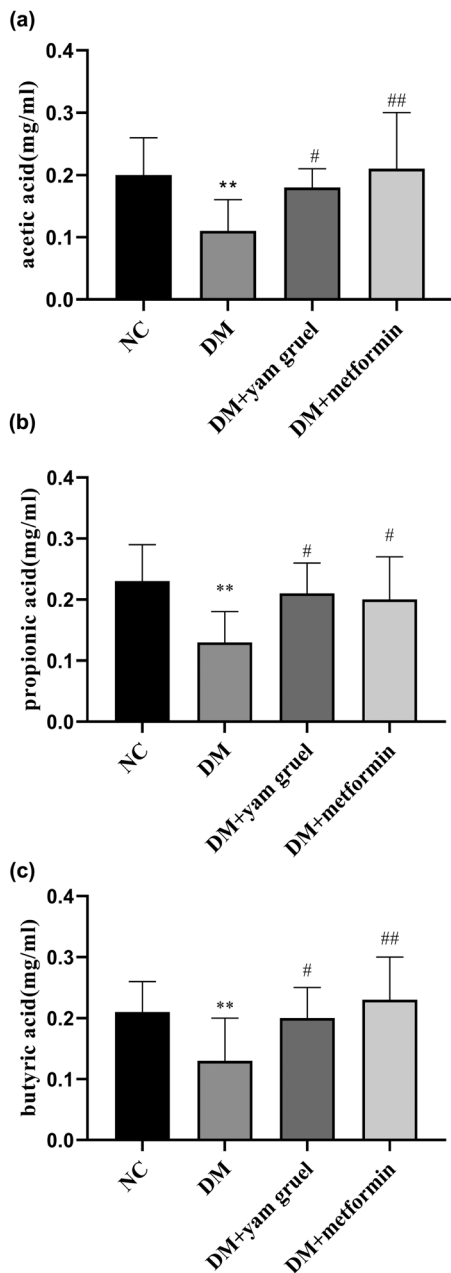 (a)
acetic acid(mg/ml)
0.4
0.3
0.2
0.1
0.0
**
#
##
NC
DM
DM+yam gruel
DM+metformin
(b)
propionic acid(mg/ml)
0.4
0.3
0.2
0.1
0.0
**
#
#
NC
DM
DM+yam gruel
DM+metformin
(c)
butyric acid(mg/ml)
0.4
0.3
0.2
0.1
0.0
**
#
##
NC
DM
DM+yam gruel
DM+metformin